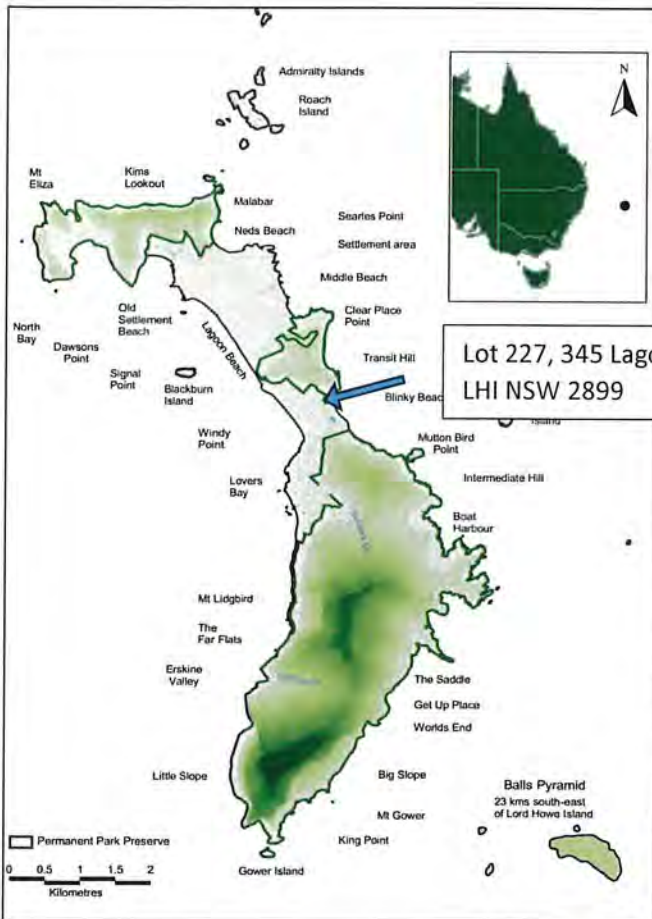 Admiralty Islands
Roach
Island
N
Mt
Eliza
Kims
Lookout
Malabar
Neds Beach
Searles Point
Settlement area
Middle Beach
Clear Place
Point
Old
Settlement
Beach
North
Bay
Dawsons
Point
Signal
Point
Lagoon Beach
Blackburn
Island
Transit Hill
Lot 227, 345 Lago
LHI NSW 2899
Blinky Beac
Island
Windy
Point
Mutton Bird
Point
Lovers
Bay
Intermediate Hill
Boat
Harbour
Mt Lidgbird
The
Far Flats
Erskine
Valley
The Saddle
Get Up Place
Worlds End
Little Slope
Big Slope
Mt Gower
King Point
Gower Island
Balls Pyramid
23 kms south-east
of Lord Howe Island
Permanent Park Preserve
0 0.5 1 1.5 2
Kilometres